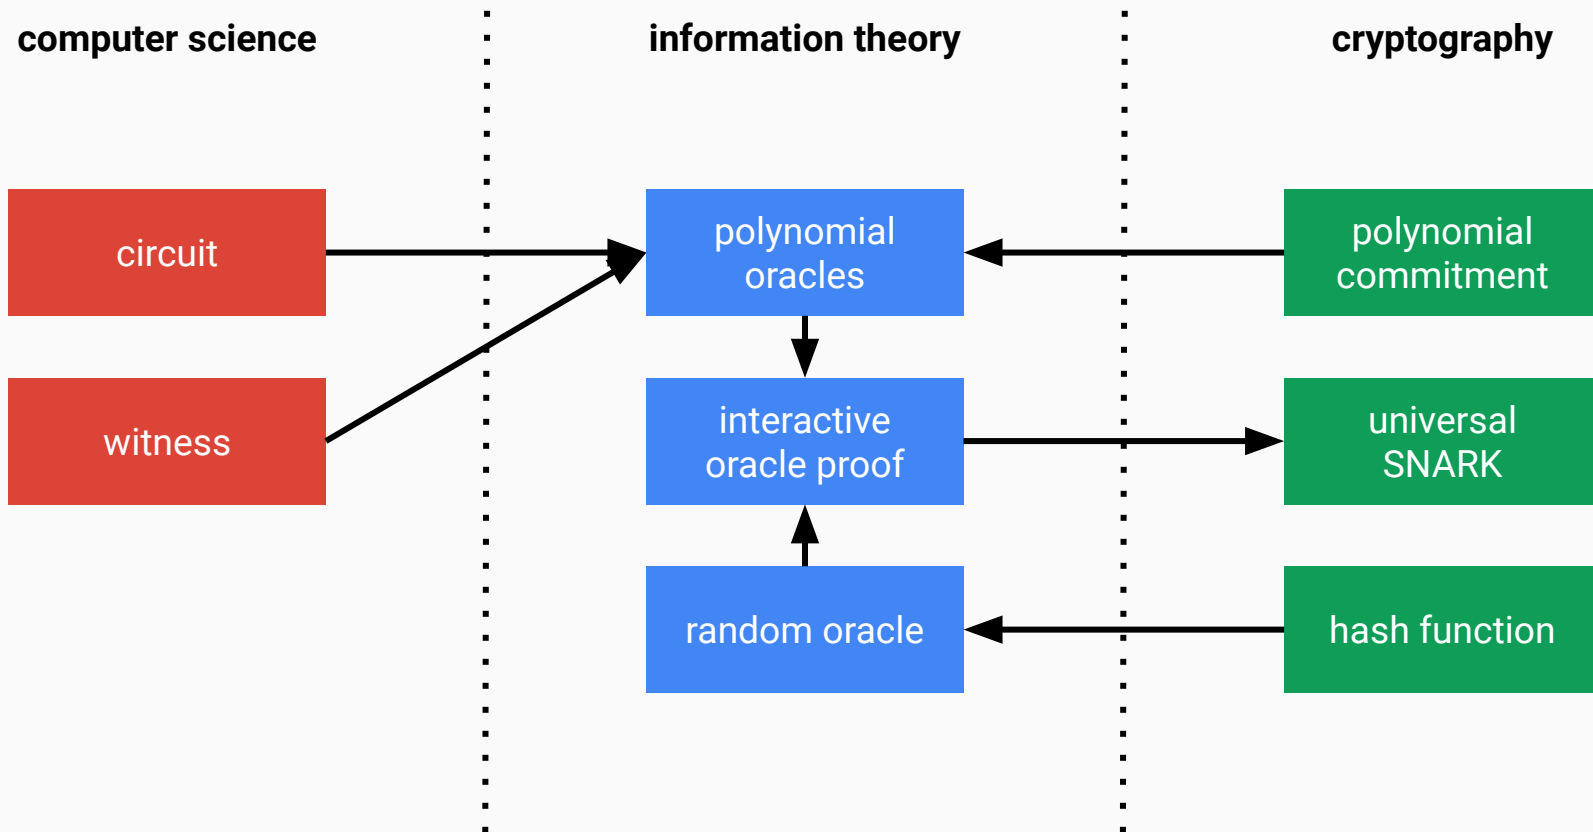 computer science
information theory
cryptography
circuit
polynomial
oracles
polynomial
commitment
witness
interactive
oracle proof
universal
SNARK
random oracle
hash function